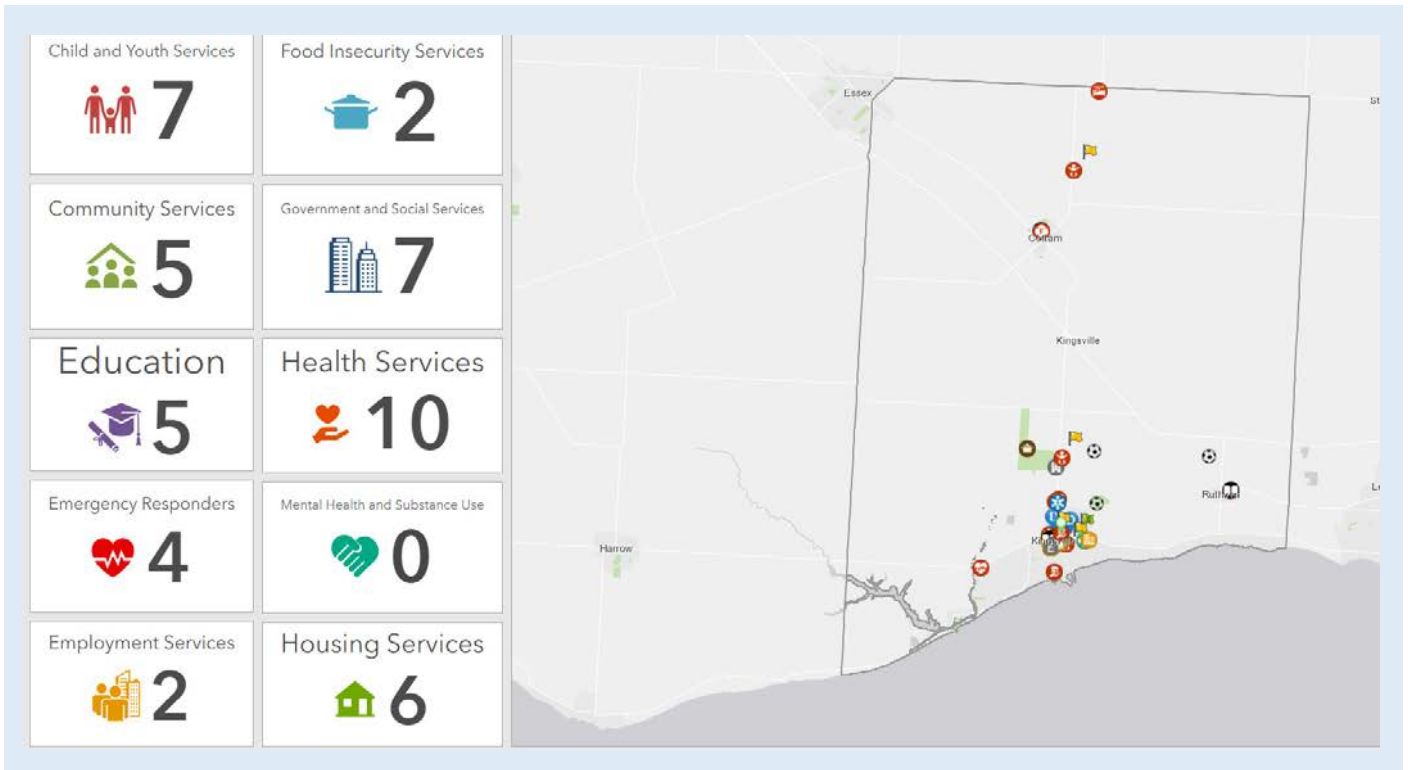 Child and Youth Services
7
Food Insecurity Services
2
Community Services
5
Government and Social Services
7
Education
5
Health Services
10
Emergency Responders
4
Mental Health and Substance Use
0
Employment Services
2
Housing Services
6
Essex
St
Kingsville
Harrow